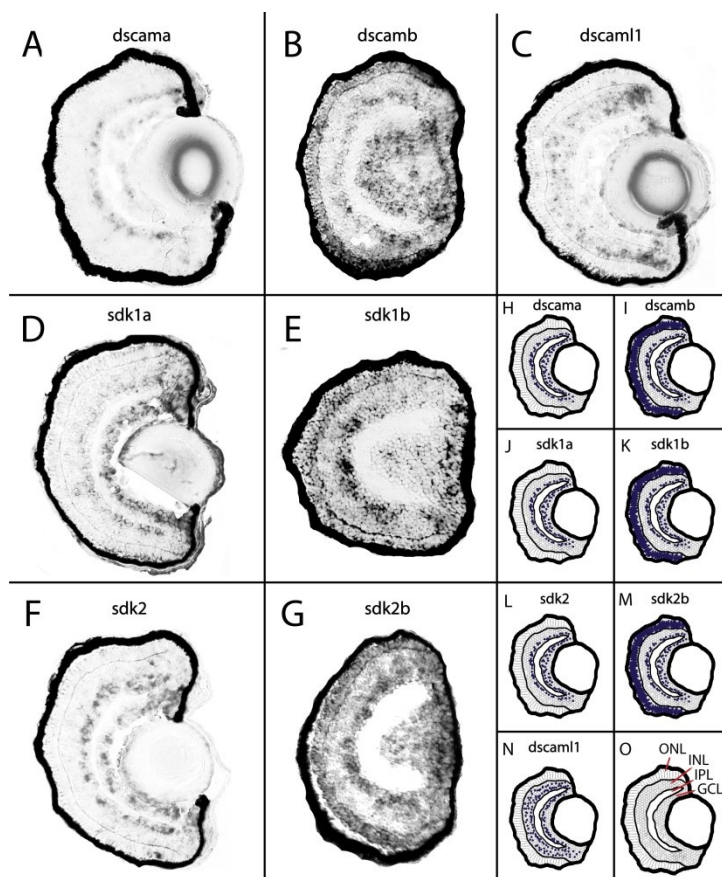 A dscama
B dscamb
C dscaml1
D sdk1a
E sdk1b
F sdk2
G sdk2b
H dscama
I dscamb
J sdk1a
K sdk1b
L sdk2
M sdk2b
N dscaml1
O ONL
INL
IPL
GCL